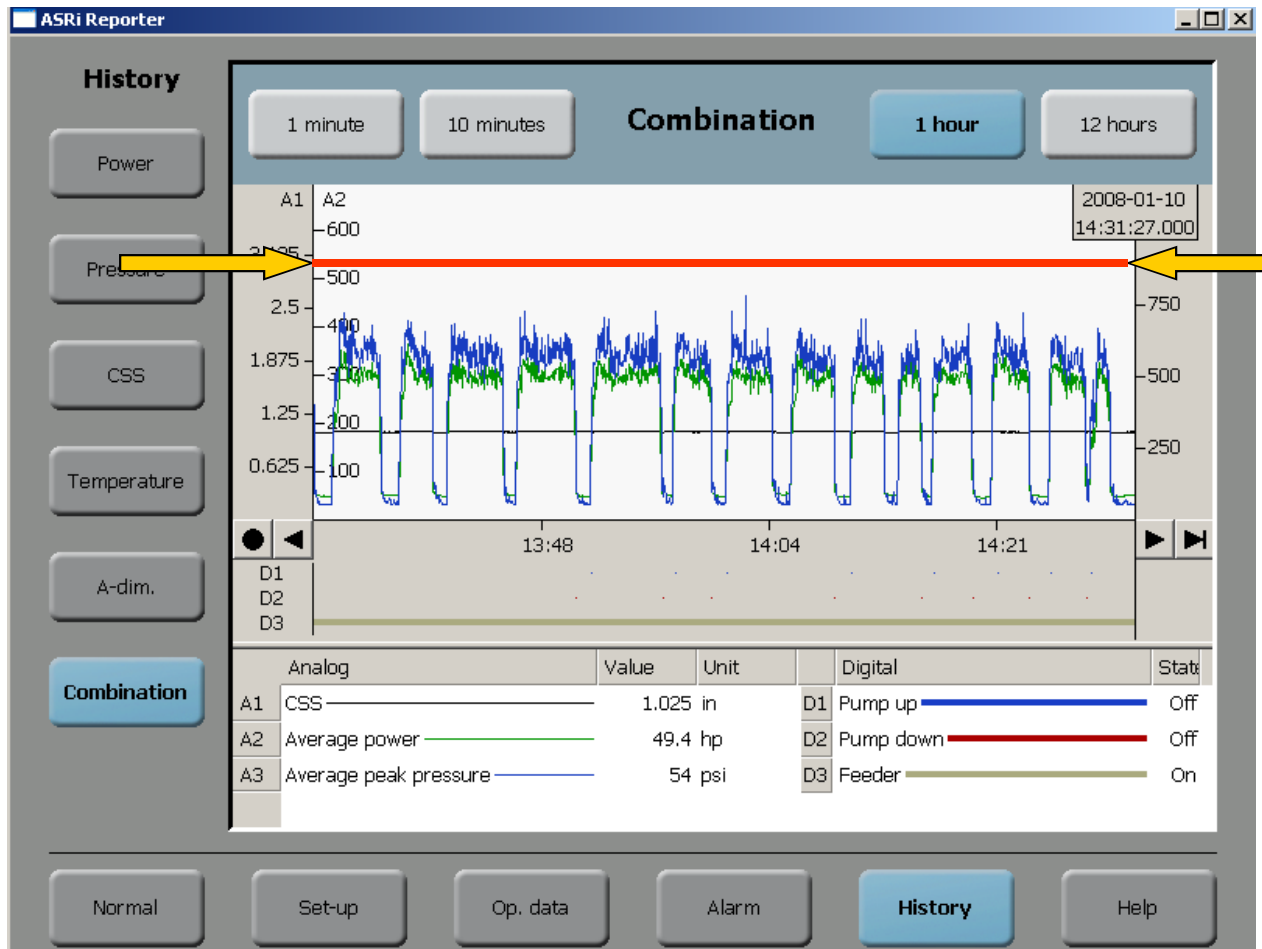 ASRi Reporter
History
Power
Pressure
CSS
Temperature
A-dim.
Combination
1 minute
10 minutes
Combination
1 hour
12 hours
A1 A2
2008-01-10
14:31:27.000
600
500
2.5
400
750
1.875
300
500
1.25
200
250
0.625
100
13:48 14:04 14:21
D1
D2
D3
Analog Value Unit Digital State
A1 CSS 1.025 in D1 Pump up Off
A2 Average power 49.4 hp D2 Pump down Off
A3 Average peak pressure 54 psi D3 Feeder On
Normal
Set-up
Op. data
Alarm
History
Help